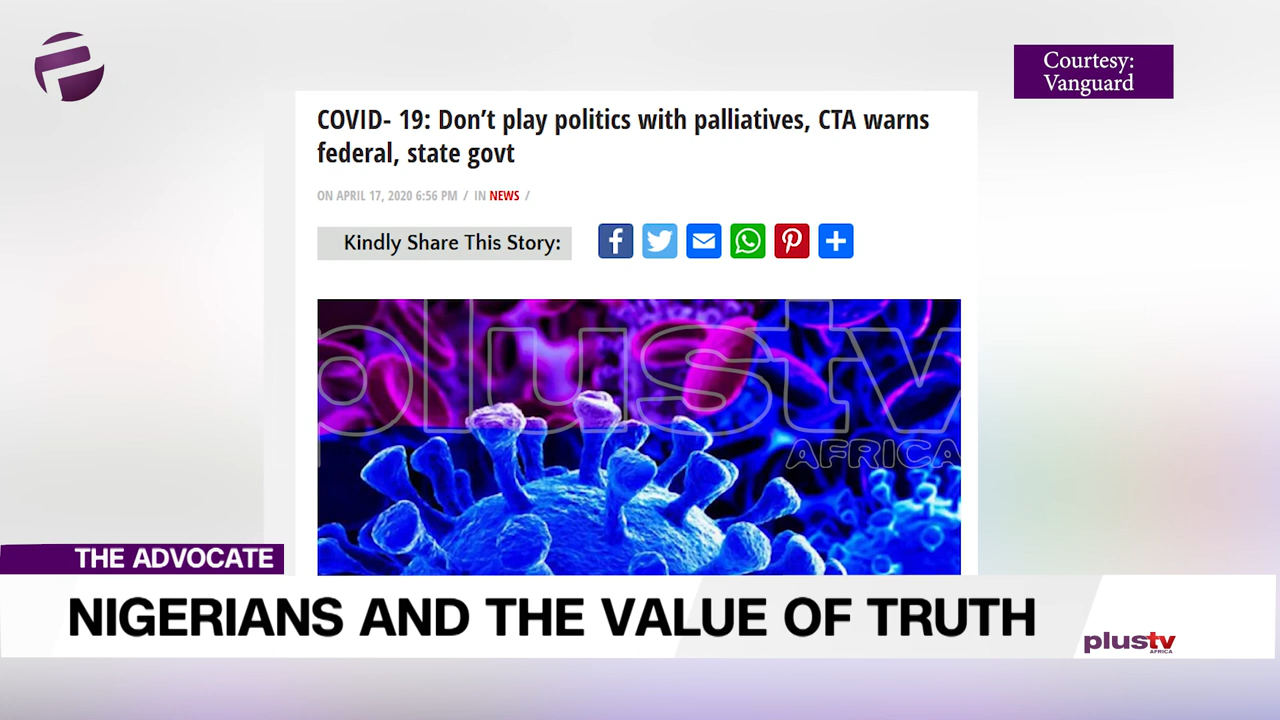 Courtesy:
Vanguard
COVID- 19: Don't play politics with palliatives, CTA warns
federal, state govt
ON APRIL 17, 2020 6:56 PM / IN NEWS /
Kindly Share This Story:
plustv
AFRICA
THE ADVOCATE
NIGERIANS AND THE VALUE OF TRUTH
plustv
AFRICA